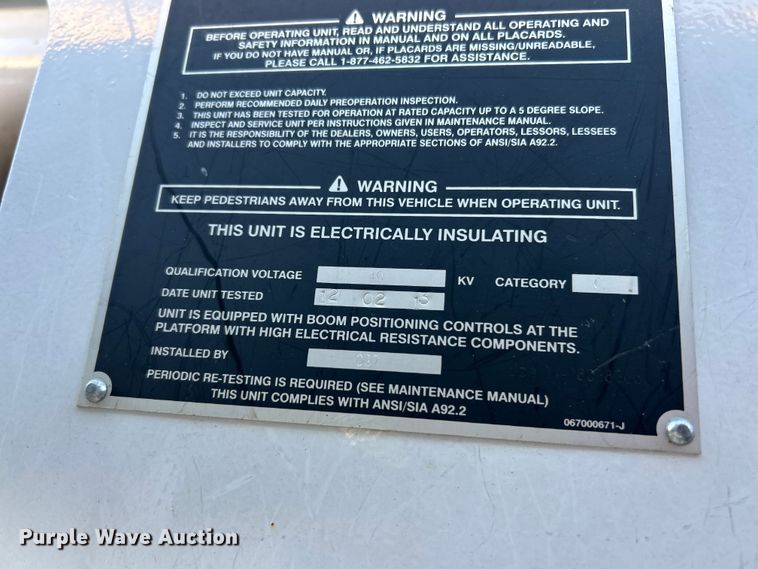 WARNING
BEFORE OPERATING UNIT, READ AND UNDERSTAND ALL OPERATING AND
SAFETY INFORMATION IN MANUAL AND ON ALL PLACARDS.
IF YOU DO NOT HAVE MANUAL OR, IF PLACARDS ARE MISSING/UNREADABLE,
PLEASE CALL 1-877-462-5832 FOR ASSISTANCE.
1. DO NOT EXCEED UNIT CAPACITY.
2. PERFORM RECOMMENDED DAILY PREOPERATION INSPECTION.
3. THIS UNIT HAS BEEN TESTED FOR OPERATION AT RATED CAPACITY UP TO A 5 DEGREE SLOPE.
4. INSPECT AND SERVICE UNIT PER INSTRUCTIONS GIVEN IN MAINTENANCE MANUAL.
5. IT IS THE RESPONSIBILITY OF THE DEALERS, OWNERS, USERS, OPERATORS, LESSORS, LESSEES
AND INSTALLERS TO COMPLY WITH THE APPROPRIATE SECTIONS OF ANSI/SIA A92.2.
WARNING
KEEP PEDESTRIANS AWAY FROM THIS VEHICLE WHEN OPERATING UNIT.
THIS UNIT IS ELECTRICALLY INSULATING
QUALIFICATION VOLTAGE KV CATEGORY C
DATE UNIT TESTED 12 02
UNIT IS EQUIPPED WITH BOOM POSITIONING CONTROLS AT THE
PLATFORM WITH HIGH ELECTRICAL RESISTANCE COMPONENTS.
INSTALLED BY
PERIODIC RE-TESTING IS REQUIRED (SEE MAINTENANCE MANUAL)
THIS UNIT COMPLIES WITH ANSI/SIA A92.2
067000671-J
Purple Wave Auction